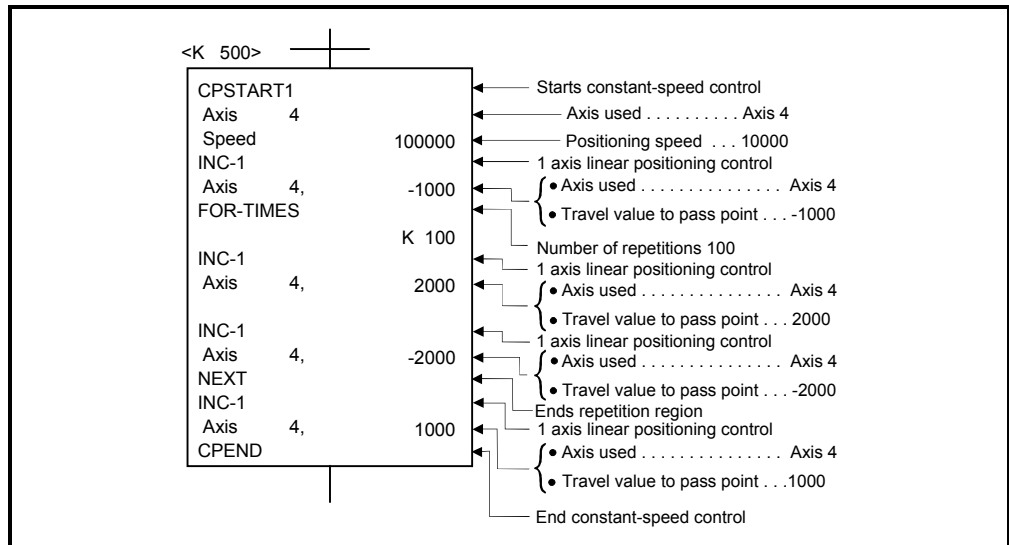 <K 500>
CPSTART1
Starts constant-speed control
Axis 4
Axis used . . . . . . . . . . Axis 4
Speed 100000
Positioning speed . . . 10000
INC-1
1 axis linear positioning control
Axis 4, -1000
• Axis used . . . . . . . . . . . . . . . Axis 4
• Travel value to pass point . . . -1000
FOR-TIMES
K 100
Number of repetitions 100
INC-1
1 axis linear positioning control
Axis 4, 2000
• Axis used . . . . . . . . . . . . . . . Axis 4
• Travel value to pass point . . . 2000
INC-1
1 axis linear positioning control
Axis 4, -2000
• Axis used . . . . . . . . . . . . . . . Axis 4
• Travel value to pass point . . . -2000
NEXT
Ends repetition region
INC-1
1 axis linear positioning control
Axis 4, 1000
• Axis used . . . . . . . . . . . . . . . Axis 4
• Travel value to pass point . . .1000
CPEND
End constant-speed control